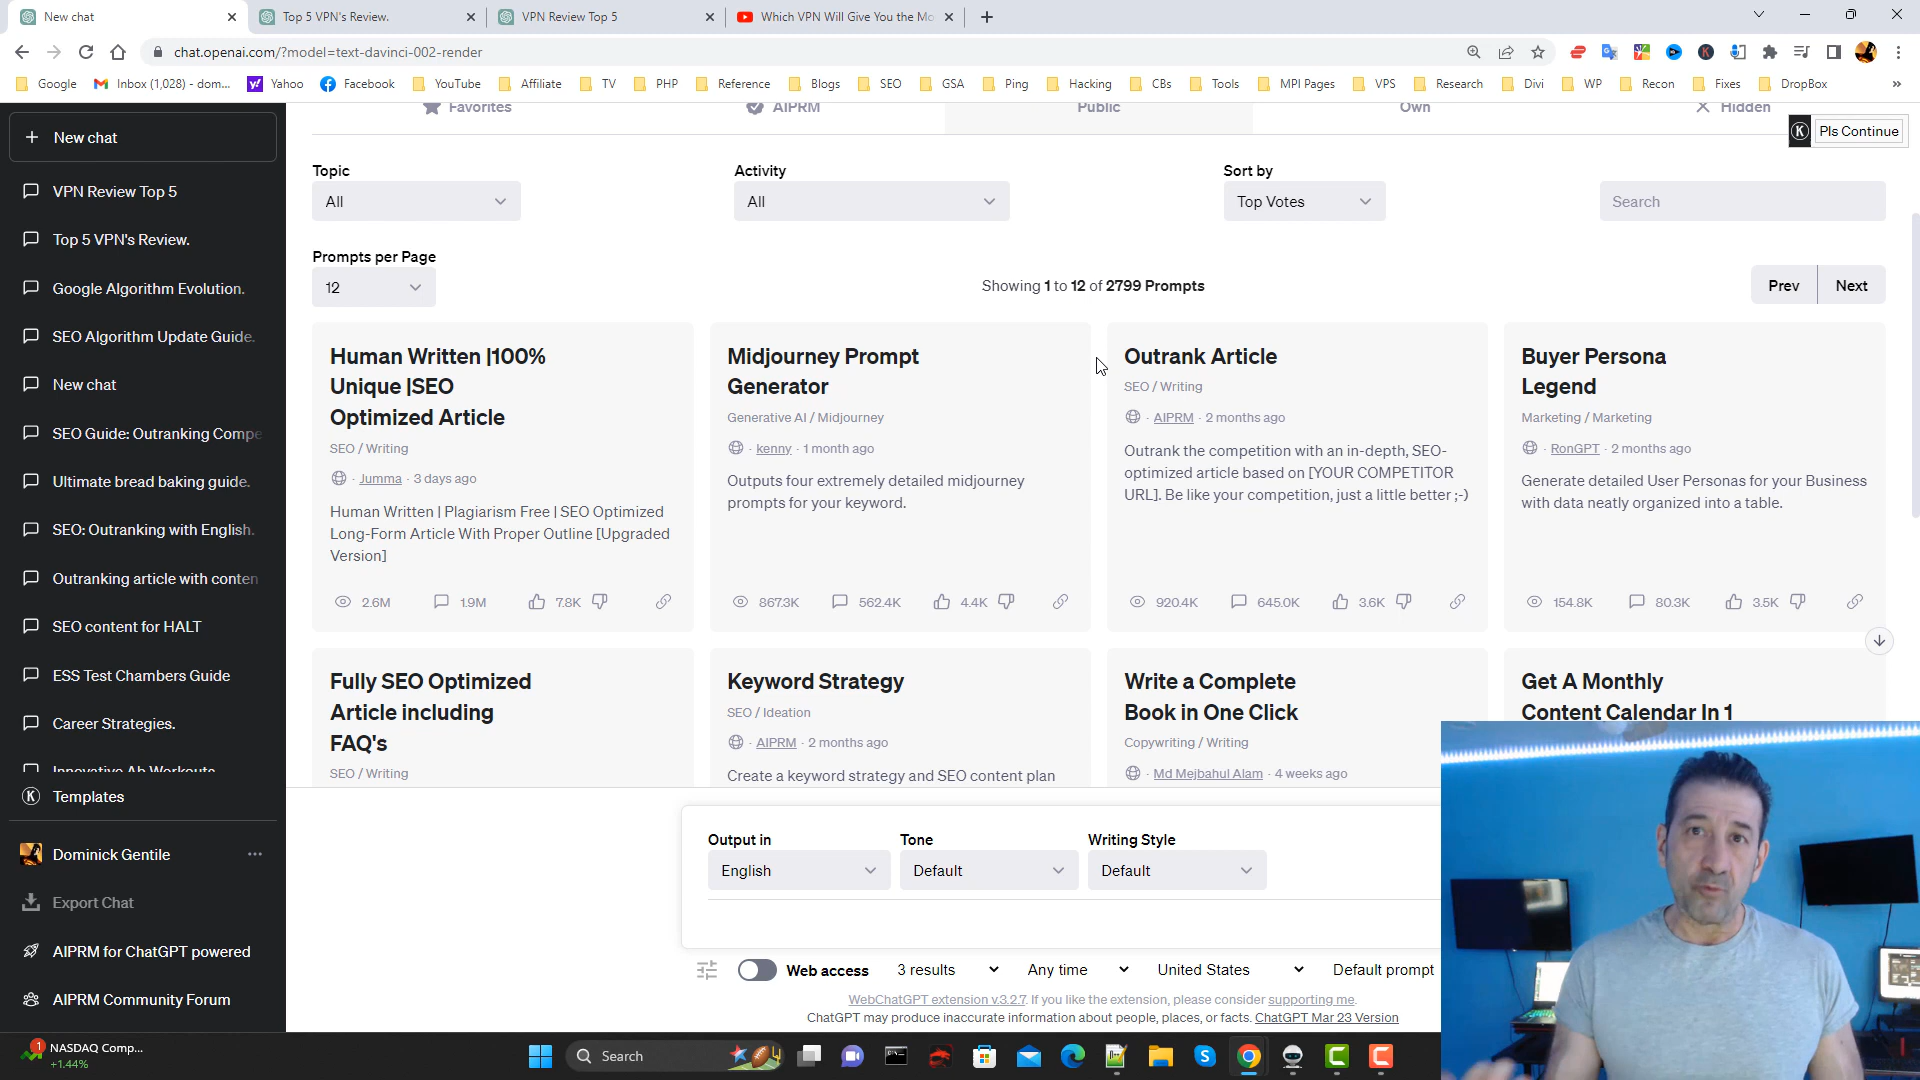 New chat
Top 5 VPN's Review.
VPN Review Top 5
Which VPN Will Give You the Mo
chat.openai.com/?model=text-davinci-002-render
Google
Inbox (1,028) - dom...
Yahoo
Facebook
YouTube
Affiliate
TV
PHP
Reference
Blogs
SEO
GSA
Ping
Hacking
CBs
Tools
MPI Pages
VPS
Research
Divi
WP
Recon
Fixes
DropBox
»
New chat
VPN Review Top 5
Top 5 VPN's Review.
Google Algorithm Evolution.
SEO Algorithm Update Guide.
New chat
SEO Guide: Outranking Compe
Ultimate bread baking guide.
SEO: Outranking with English.
Outranking article with conten
SEO content for HALT
ESS Test Chambers Guide
Career Strategies.
Innovative Ab Workouts
K Templates
Dominick Gentile
Export Chat
AIPRM for ChatGPT powered
AIPRM Community Forum
Favorites
AIPRM
Public
Own
Hidden
K Pls Continue
Topic
All
Activity
All
Sort by
Top Votes
Search
Prompts per Page
12
Showing 1 to 12 of 2799 Prompts
Prev
Next
Human Written |100%
Unique |SEO
Optimized Article
SEO / Writing
· Jumma · 3 days ago
Human Written | Plagiarism Free | SEO Optimized
Long-Form Article With Proper Outline [Upgraded
Version]
2.6M
1.9M
7.8K
Midjourney Prompt
Generator
Generative AI / Midjourney
· kenny · 1 month ago
Outputs four extremely detailed midjourney
prompts for your keyword.
867.3K
562.4K
4.4K
Outrank Article
SEO / Writing
· AIPRM · 2 months ago
Outrank the competition with an in-depth, SEO-
optimized article based on [YOUR COMPETITOR
URL]. Be like your competition, just a little better ;-)
920.4K
645.0K
3.6K
Buyer Persona
Legend
Marketing / Marketing
· RonGPT · 2 months ago
Generate detailed User Personas for your Business
with data neatly organized into a table.
154.8K
80.3K
3.5K
Fully SEO Optimized
Article including
FAQ's
SEO / Writing
Keyword Strategy
SEO / Ideation
· AIPRM · 2 months ago
Create a keyword strategy and SEO content plan
Write a Complete
Book in One Click
Copywriting / Writing
· Md Mejbahul Alam · 4 weeks ago
Get A Monthly
Content Calendar In 1
Output in
English
Tone
Default
Writing Style
Default
Web access
3 results
Any time
United States
Default prompt
WebChatGPT extension v.3.2.7. If you like the extension, please consider supporting me.
ChatGPT may produce inaccurate information about people, places, or facts. ChatGPT Mar 23 Version
1
NASDAQ Comp...
+1.44%
Search